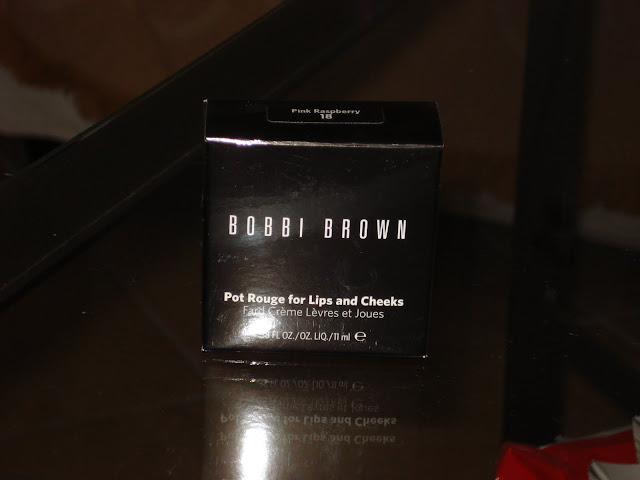 Pink Raspberry
18
BOBBI BROWN
Pot Rouge for Lips and Cheeks
Fard Crème Lèvres et Joues
FL OZ./OZ. LIQ./11 ml ℮